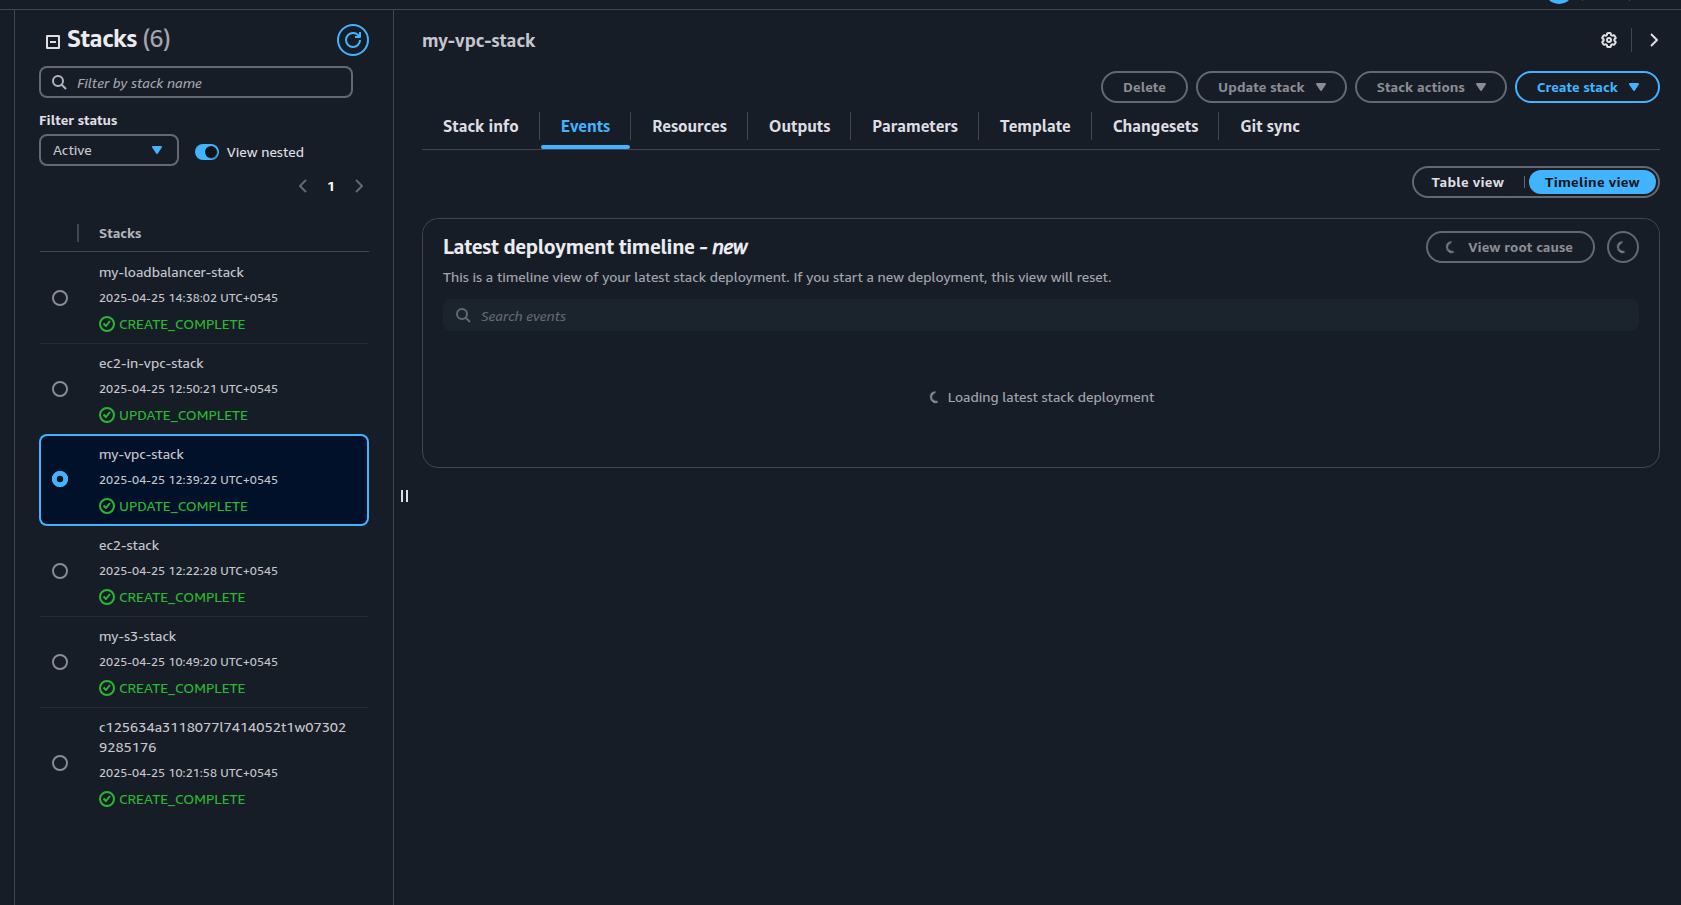 Stacks (6)
Filter by stack name
Filter status
Active
View nested
1
Stacks
my-loadbalancer-stack
2025-04-25 14:38:02 UTC+0545
CREATE_COMPLETE
ec2-in-vpc-stack
2025-04-25 12:50:21 UTC+0545
UPDATE_COMPLETE
my-vpc-stack
2025-04-25 12:39:22 UTC+0545
UPDATE_COMPLETE
ec2-stack
2025-04-25 12:22:28 UTC+0545
CREATE_COMPLETE
my-s3-stack
2025-04-25 10:49:20 UTC+0545
CREATE_COMPLETE
c125634a3118077l7414052t1w07302
9285176
2025-04-25 10:21:58 UTC+0545
CREATE_COMPLETE
my-vpc-stack
Delete
Update stack
Stack actions
Create stack
Stack info
Events
Resources
Outputs
Parameters
Template
Changesets
Git sync
Table view
Timeline view
Latest deployment timeline - new
View root cause
This is a timeline view of your latest stack deployment. If you start a new deployment, this view will reset.
Search events
Loading latest stack deployment